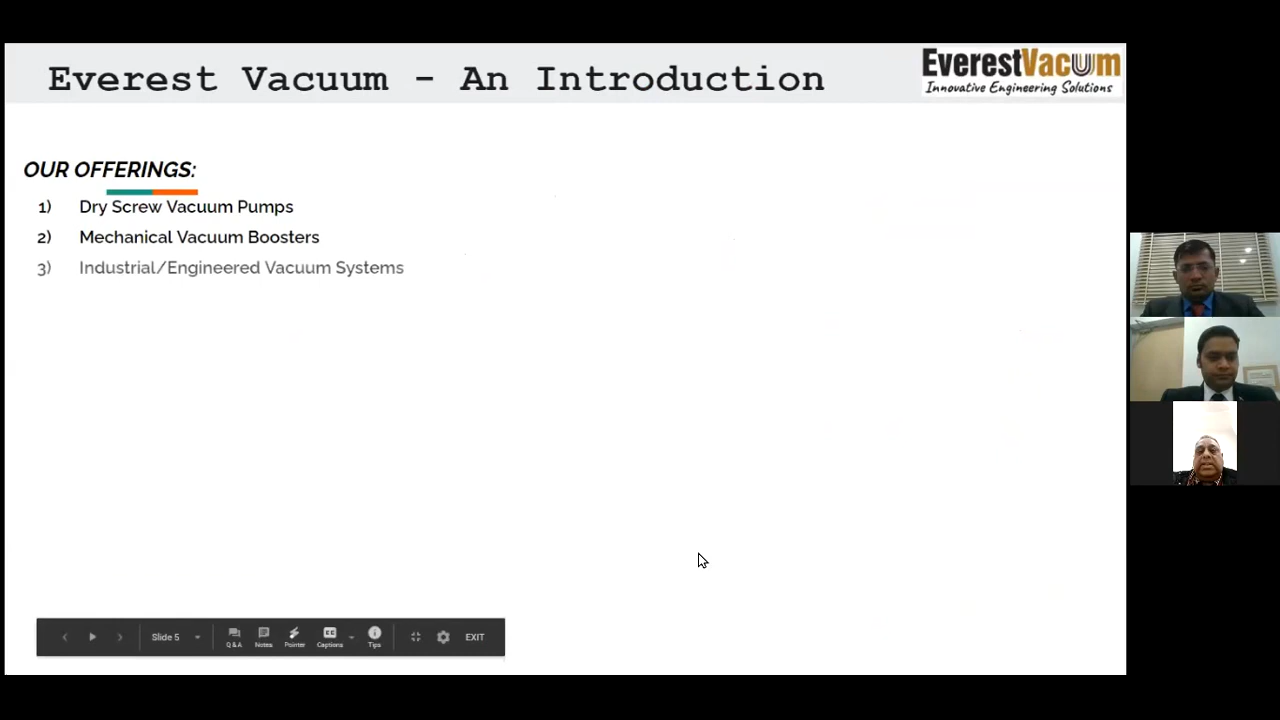 Everest Vacuum - An Introduction
EverestVacuum
Innovative Engineering Solutions
OUR OFFERINGS:
1) Dry Screw Vacuum Pumps
2) Mechanical Vacuum Boosters
3) Industrial/Engineered Vacuum Systems
Slide 5
Q & A
Notes
Pointer
CC
Captions
Tips
EXIT